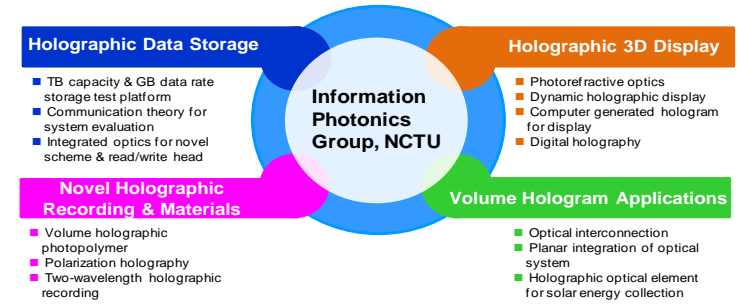 Holographic Data Storage
TB capacity & GB data rate
storage test platform
Communication theory for
system evaluation
Integrated optics for novel
scheme & read/write head
Information
Photonics
Group, NCTU
Holographic 3D Display
Photorefractive optics
Dynamic holographic display
Computer generated hologram
for display
Digital holography
Novel Holographic
Recording & Materials
Volume holographic
photopolymer
Polarization holography
Two-wavelength holographic
recording
Volume Hologram Applications
Optical interconnection
Planar integration of optical
system
Holographic optical element
for solar energy collection